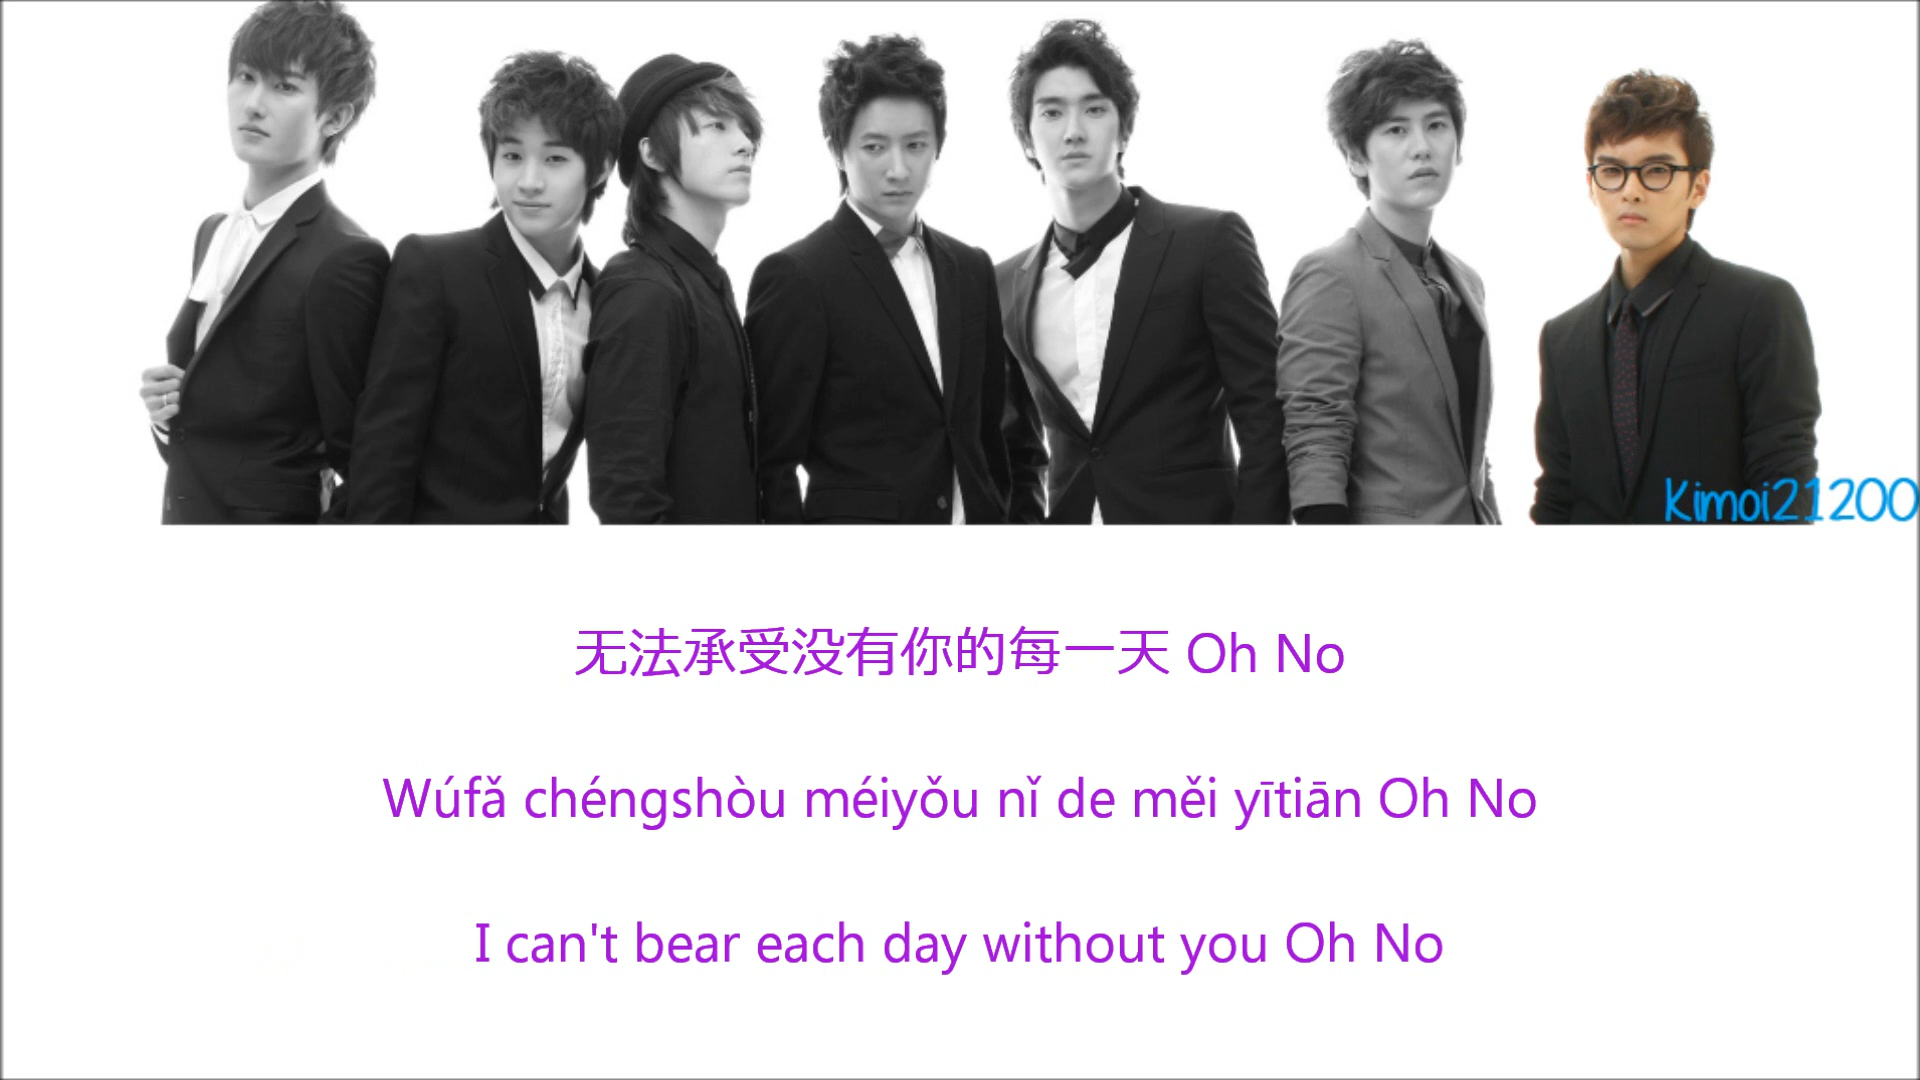 Kimoi21200
无法承受没有你的每一天 Oh No
Wúfǎ chéngshòu méiyǒu nǐ de měi yītiān Oh No
I can't bear each day without you Oh No